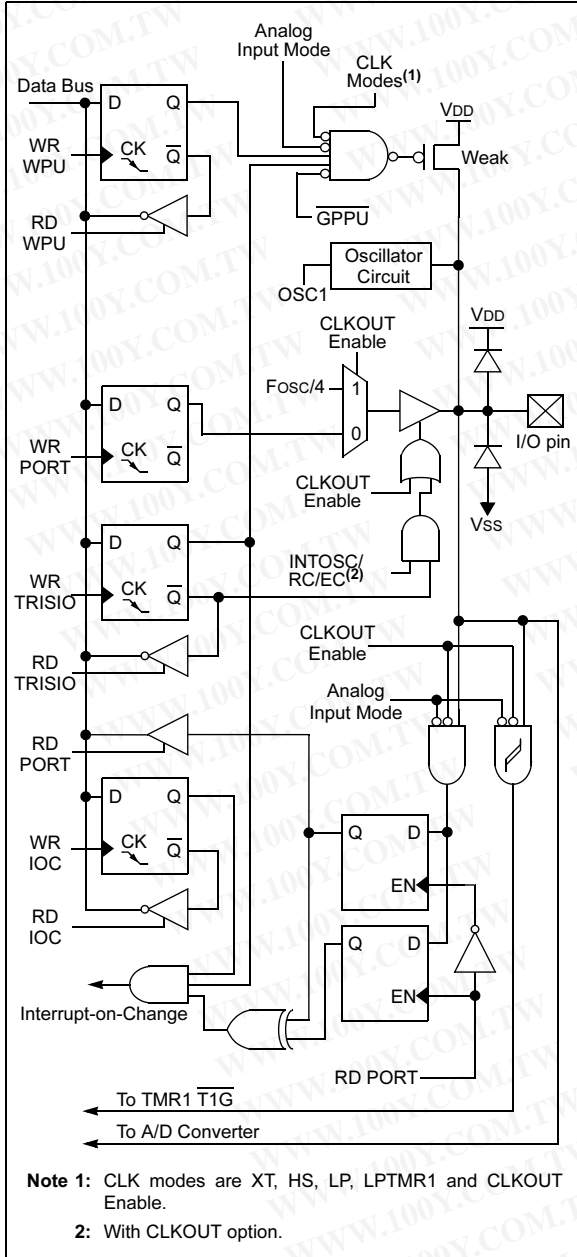 Analog
Input Mode
CLK
Modes(1)
Data Bus
D Q
VDD
WR
WPU
CK Q
Weak
RD
WPU
GPPU
Oscillator
Circuit
OSC1
CLKOUT
Enable
VDD
D Q
FOSC/4
1
0
I/O pin
WR
PORT
CK Q
CLKOUT
Enable
VSS
D Q
WR
TRISIO
CK Q
INTOSC/
RC/EC(2)
RD
TRISIO
CLKOUT
Enable
Analog
Input Mode
RD
PORT
D Q
Q D
WR
IOC
CK Q
EN
RD
IOC
Q D
EN
Interrupt-on-Change
RD PORT
To TMR1 T1G
To A/D Converter
Note 1: CLK modes are XT, HS, LP, LPTMR1 and CLKOUT
Enable.
2: With CLKOUT option.
WWW.100Y.COM.TW